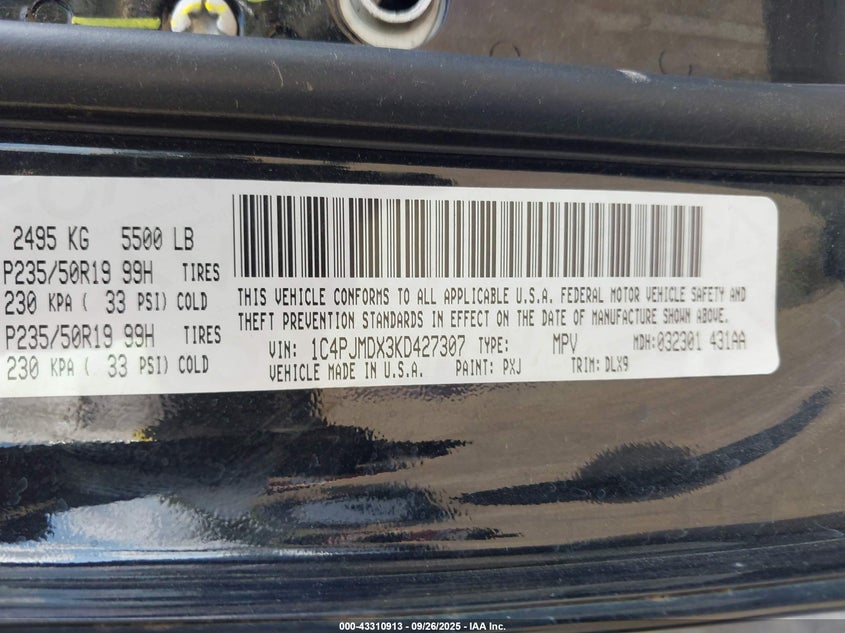 2495 KG 5500 LB
P235/50R19 99H TIRES
230 KPA ( 33 PSI) COLD
P235/50R19 99H TIRES
230 KPA ( 33 PSI) COLD
THIS VEHICLE CONFORMS TO ALL APPLICABLE U.S.A. FEDERAL MOTOR VEHICLE SAFETY AND
THEFT PREVENTION STANDARDS IN EFFECT ON THE DATE OF MANUFACTURE SHOWN ABOVE.
VIN: 1C4PJMDX3KD427307 TYPE: MPV MDH:032301 431AA
VEHICLE MADE IN U.S.A. PAINT: PXJ TRIM: DLX9
000-43310913 - 09/26/2025 - IAA Inc.